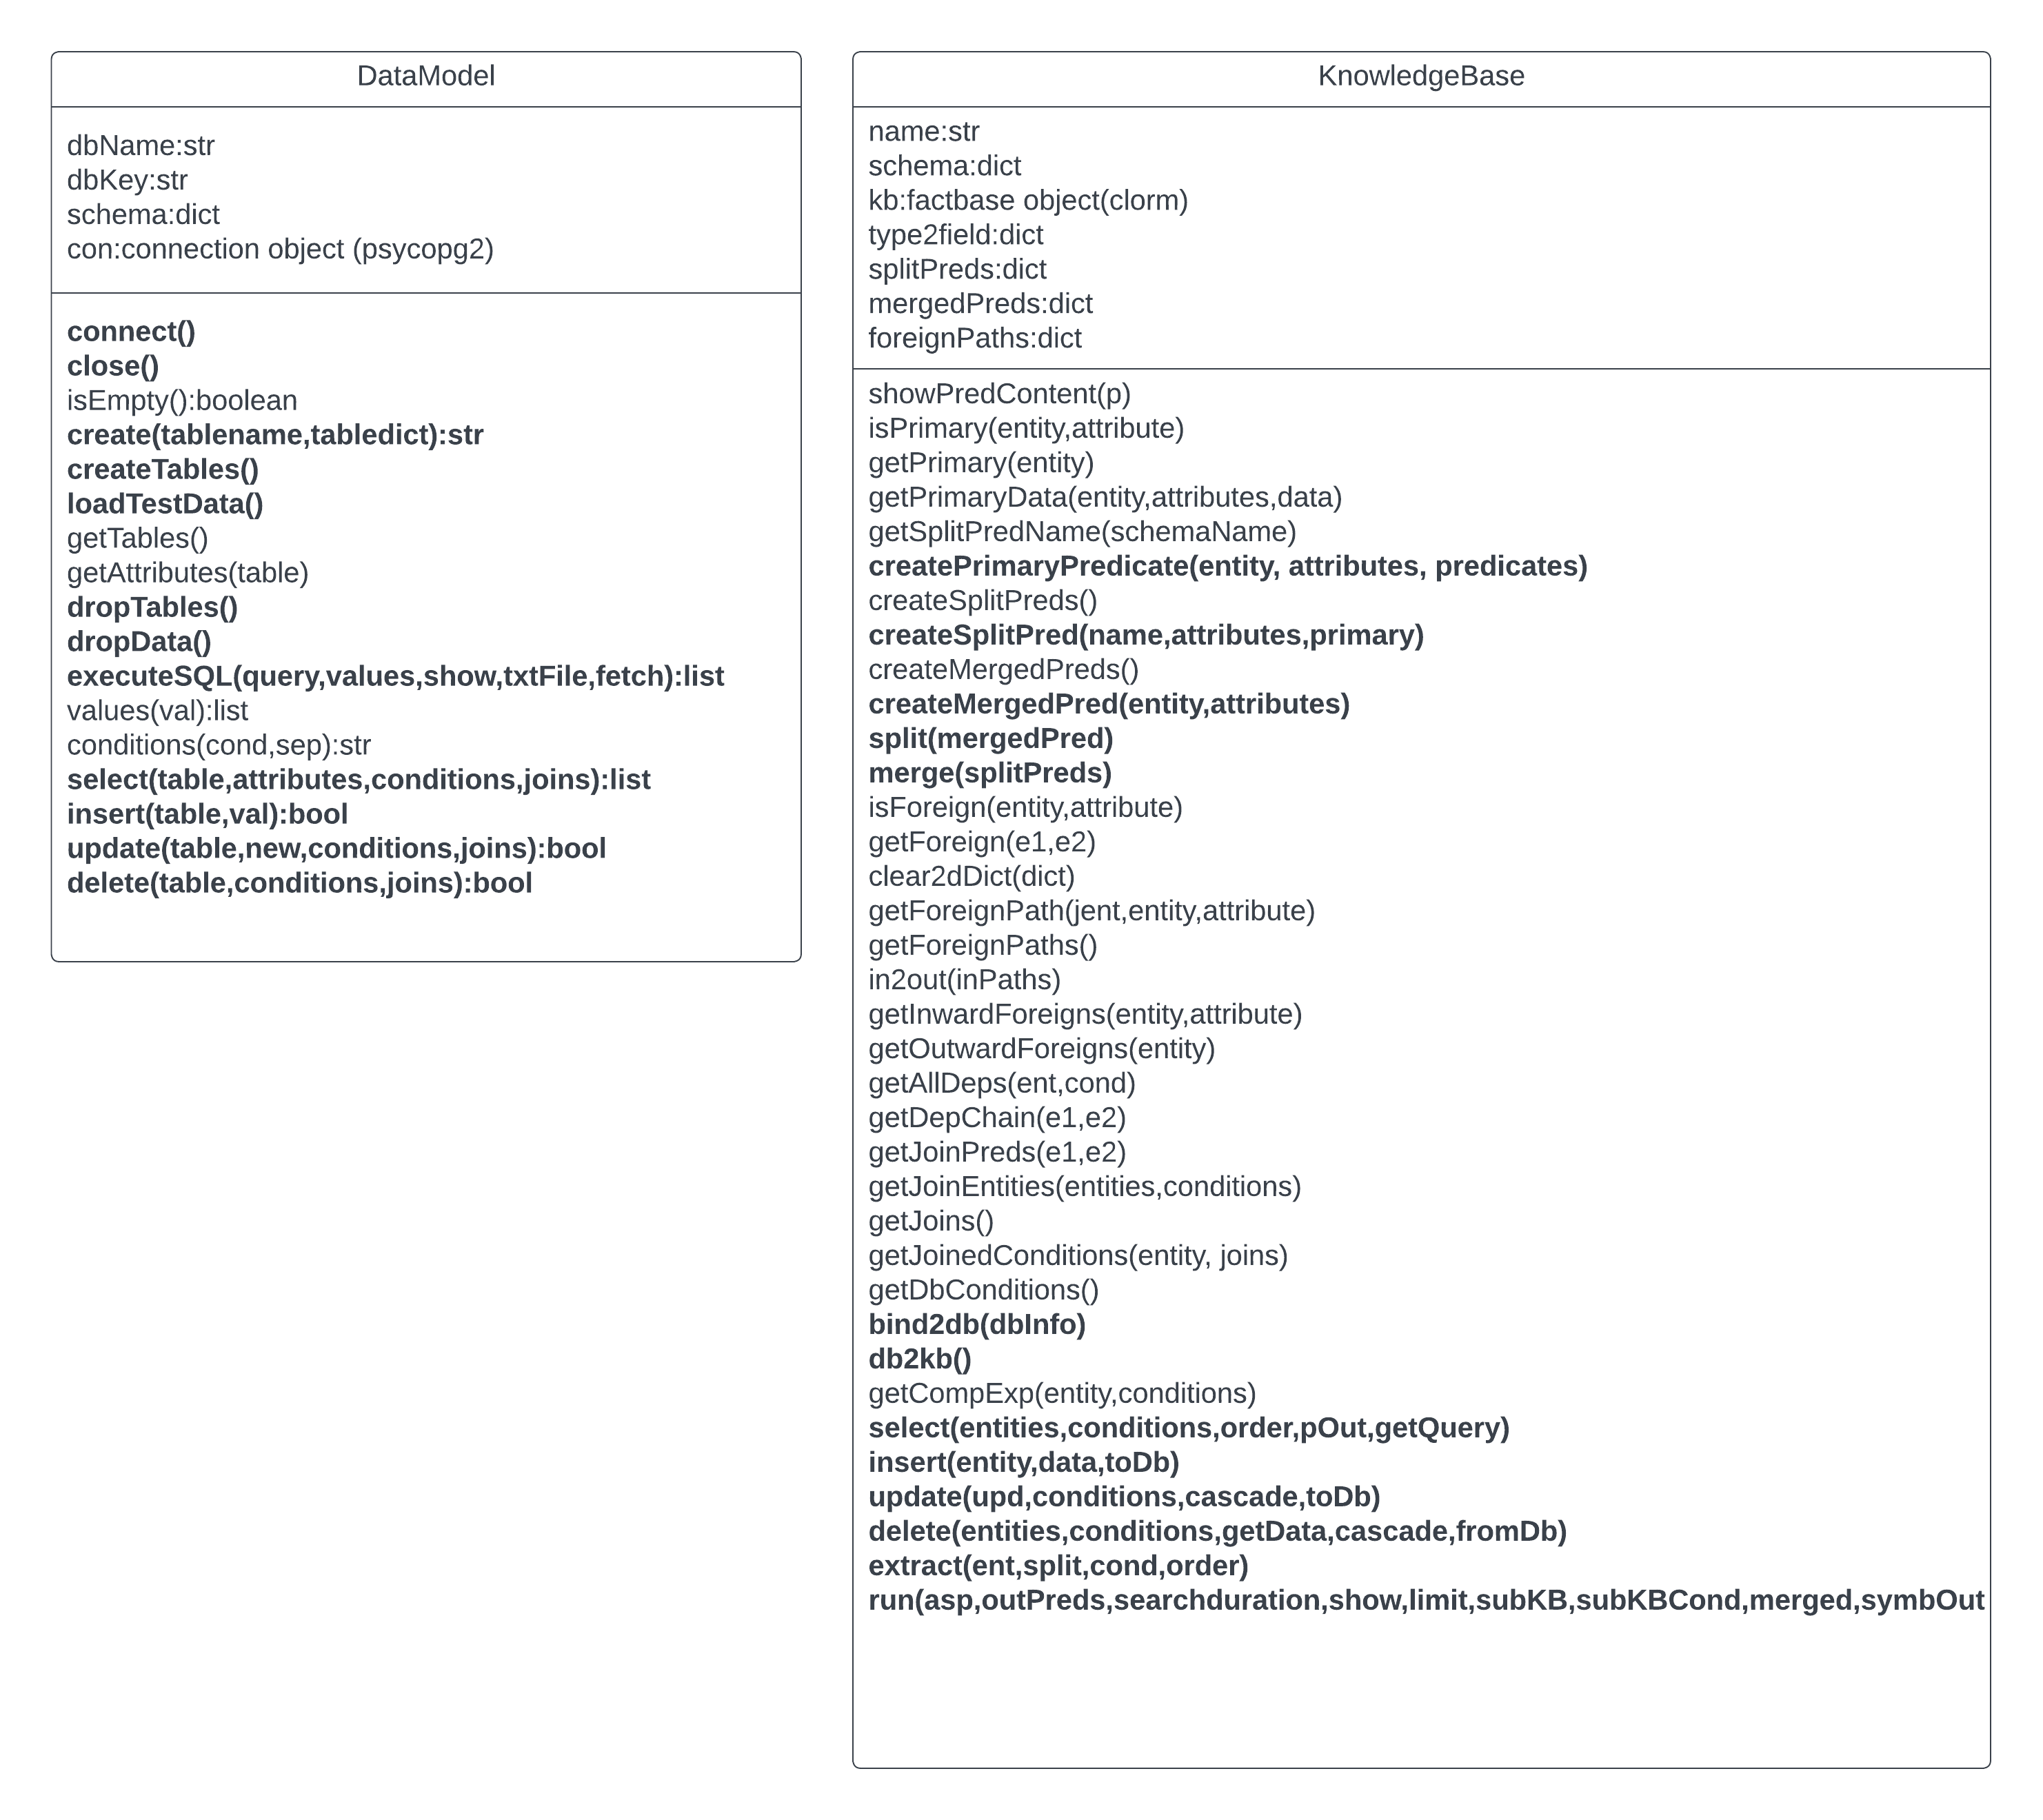 DataModel
dbName:str
dbKey:str
schema:dict
con:connection object (psycopg2)
connect()
close()
isEmpty():boolean
create(tablename,tabledict):str
createTables()
loadTestData()
getTables()
getAttributes(table)
dropTables()
dropData()
executeSQL(query,values,show,txtFile,fetch):list
values(val):list
conditions(cond,sep):str
select(table,attributes,conditions,joins):list
insert(table,val):bool
update(table,new,conditions,joins):bool
delete(table,conditions,joins):bool
KnowledgeBase
name:str
schema:dict
kb:factbase object(clorm)
type2field:dict
splitPreds:dict
mergedPreds:dict
foreignPaths:dict
showPredContent(p)
isPrimary(entity,attribute)
getPrimary(entity)
getPrimaryData(entity,attributes,data)
getSplitPredName(schemaName)
createPrimaryPredicate(entity, attributes, predicates)
createSplitPreds()
createSplitPred(name,attributes,primary)
createMergedPreds()
createMergedPred(entity,attributes)
split(mergedPred)
merge(splitPreds)
isForeign(entity,attribute)
getForeign(e1,e2)
clear2dDict(dict)
getForeignPath(jent,entity,attribute)
getForeignPaths()
in2out(inPaths)
getInwardForeigns(entity,attribute)
getOutwardForeigns(entity)
getAllDeps(ent,cond)
getDepChain(e1,e2)
getJoinPreds(e1,e2)
getJoinEntities(entities,conditions)
getJoins()
getJoinedConditions(entity, joins)
getDbConditions()
bind2db(dbInfo)
db2kb()
getCompExp(entity,conditions)
select(entities,conditions,order,pOut,getQuery)
insert(entity,data,toDb)
update(upd,conditions,cascade,toDb)
delete(entities,conditions,getData,cascade,fromDb)
extract(ent,split,cond,order)
run(asp,outPreds,searchduration,show,limit,subKB,subKBCond,merged,symbOut